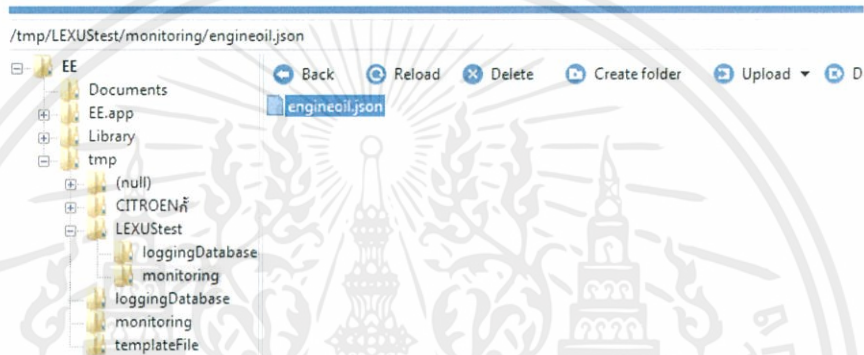 /tmp/LEXUStest/monitoring/engineoil.json
EE
Documents
EE.app
Library
tmp
(null)
CITROENกั้
LEXUStest
loggingDatabase
monitoring
loggingDatabase
monitoring
templateFile
Back
Reload
Delete
Create folder
Upload
D
engineoil.json